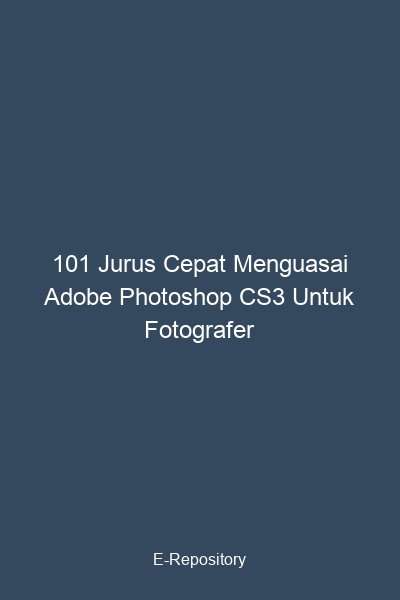 101 Jurus Cepat Menguasai
Adobe Photoshop CS3 Untuk
Fotografer
E-Repository